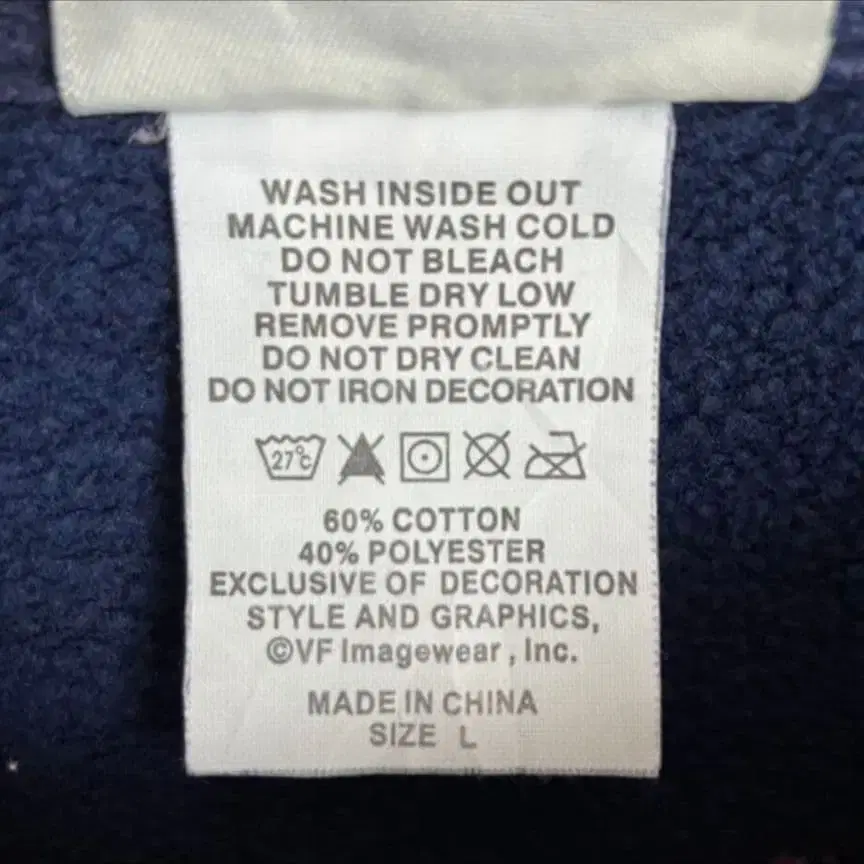 WASH INSIDE OUT
MACHINE WASH COLD
DO NOT BLEACH
TUMBLE DRY LOW
REMOVE PROMPTLY
DO NOT DRY CLEAN
DO NOT IRON DECORATION
27°C
60% COTTON
40% POLYESTER
EXCLUSIVE OF DECORATION
STYLE AND GRAPHICS,
©VF Imagewear, Inc.
MADE IN CHINA
SIZE L